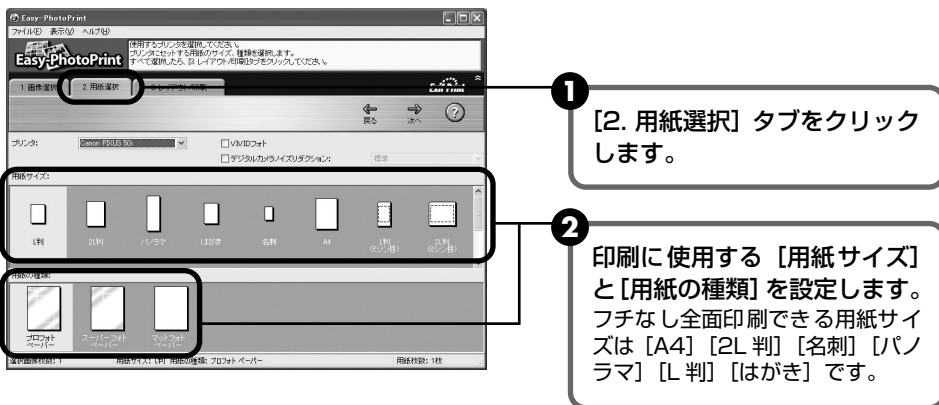 Easy-PhotoPrint
ファイル(F) 表示(V) ヘルプ(H)
使用するプリンタを選択してください。
プリンタにセットする用紙のサイズ、種類を選択します。
すべて選択したら、[3. レイアウト/印刷]タブをクリックしてください。
Easy-PhotoPrint
1. 画像選択 2. 用紙選択 3. レイアウト/印刷
Exif Print
戻る 次へ ?
プリンタ: Canon PIXUS 50i
VIVIDフォト
デジタルカメラノイズリダクション: 標準
用紙サイズ:
L判 2L判 パノラマ はがき 名刺 A4 L判 2L判
(ミシン目) (ミシン目)
用紙の種類:
プロフォト スーパーフォト マットフォト
ペーパー ペーパー ペーパー
選択画像枚数: 1 用紙サイズ: L判 用紙の種類: プロフォト ペーパー 用紙枚数: 1枚
1
[2. 用紙選択] タブをクリック
します。
2
印刷に使用する [用紙サイズ]
と[用紙の種類]を設定します。
フチなし全面印刷できる用紙サイ
ズは [A4] [2L 判] [名刺] [パノ
ラマ] [L 判] [はがき] です。